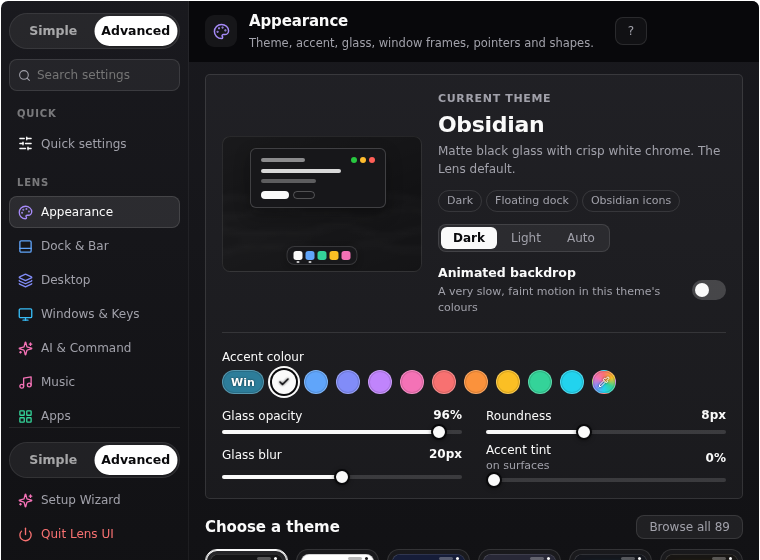 Simple Advanced
Search settings
QUICK
Quick settings
LENS
Appearance
Dock & Bar
Desktop
Windows & Keys
AI & Command
Music
Apps
Simple Advanced
Setup Wizard
Quit Lens UI
Appearance
Theme, accent, glass, window frames, pointers and shapes.
?
CURRENT THEME
Obsidian
Matte black glass with crisp white chrome. The
Lens default.
Dark Floating dock Obsidian icons
Dark Light Auto
Animated backdrop
A very slow, faint motion in this theme's
colours
Accent colour
Win
Glass opacity 96%
Roundness 8px
Glass blur 20px
Accent tint 0%
on surfaces
Choose a theme
Browse all 89